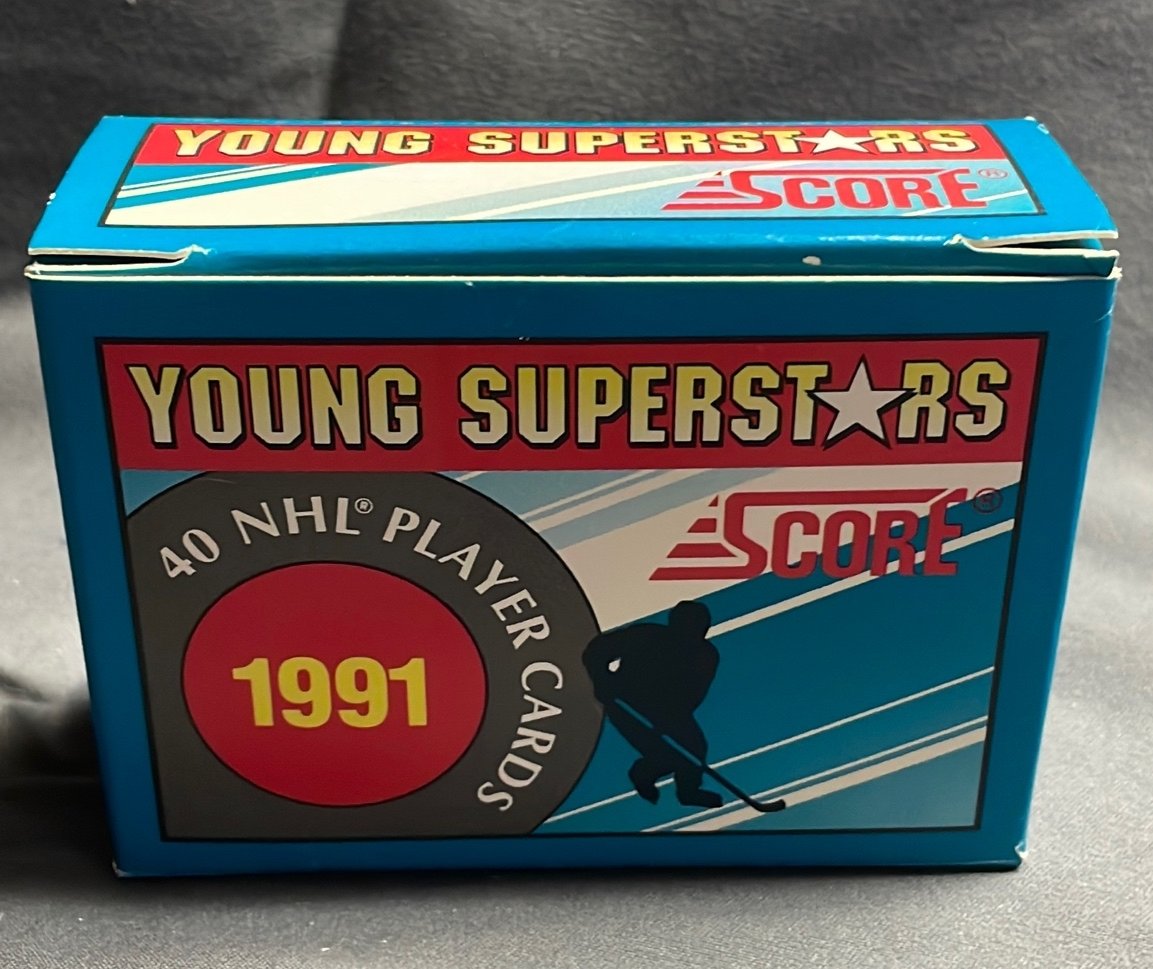 YOUNG SUPERSTARS
SCORE®
YOUNG SUPERSTARS
SCORE®
40 NHL® PLAYER CARDS
1991